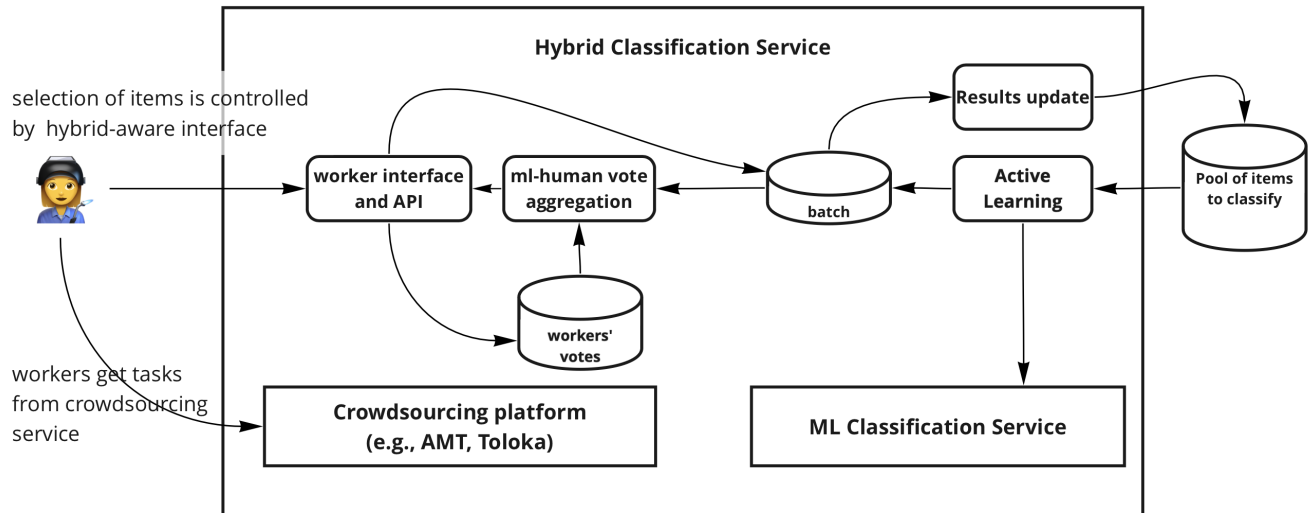 Hybrid Classification Service
selection of items is controlled
by hybrid-aware interface
Results update
worker interface
and API
ml-human vote
aggregation
batch
Active
Learning
Pool of items
to classify
workers'
votes
workers get tasks
from crowdsourcing
service
Crowdsourcing platform
(e.g., AMT, Toloka)
ML Classification Service